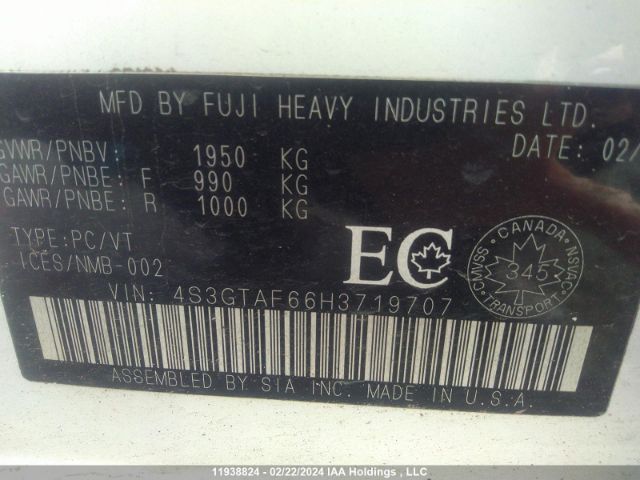 MFD BY FUJI HEAVY INDUSTRIES LTD.
GVWR/PNBV: 1950 KG DATE: 02/
GAWR/PNBE: F 990 KG
GAWR/PNBE: R 1000 KG
TYPE:PC/VT
ICES/NMB-002
EC
CANADA
CMVSS NSVAC
345
TRANSPORT
VIN: 4S3GTAF66H3719707
ASSEMBLED BY SIA INC. MADE IN U.S.A.
11938824 - 02/22/2024 IAA Holdings , LLC